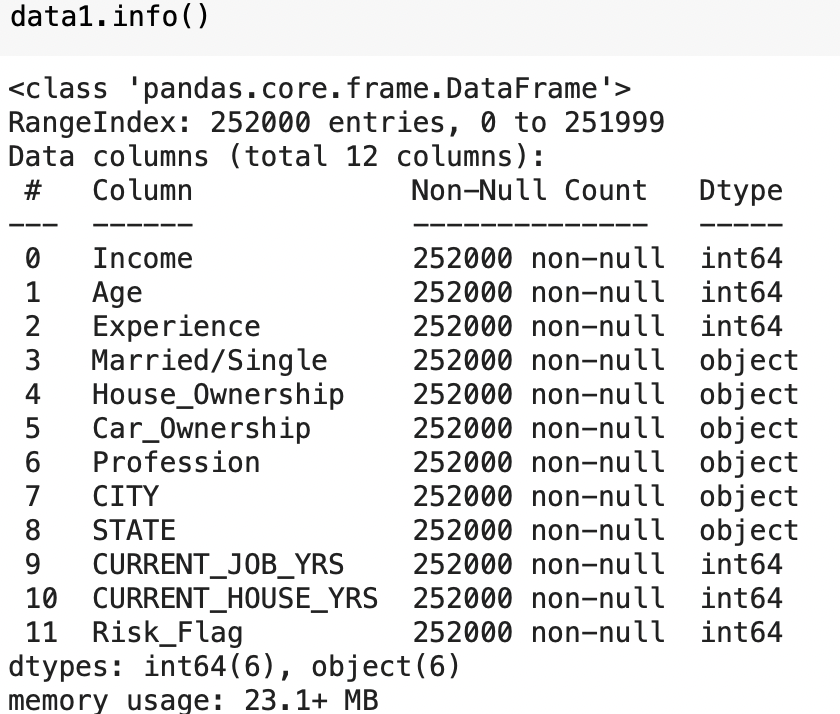 data1.info()
<class 'pandas.core.frame.DataFrame'>
RangeIndex: 252000 entries, 0 to 251999
Data columns (total 12 columns):
 #   Column             Non-Null Count   Dtype
---  ------             --------------   -----
 0   Income             252000 non-null  int64
 1   Age                252000 non-null  int64
 2   Experience         252000 non-null  int64
 3   Married/Single     252000 non-null  object
 4   House_Ownership    252000 non-null  object
 5   Car_Ownership      252000 non-null  object
 6   Profession         252000 non-null  object
 7   CITY               252000 non-null  object
 8   STATE              252000 non-null  object
 9   CURRENT_JOB_YRS    252000 non-null  int64
 10  CURRENT_HOUSE_YRS  252000 non-null  int64
 11  Risk_Flag          252000 non-null  int64
dtypes: int64(6), object(6)
memory usage: 23.1+ MB